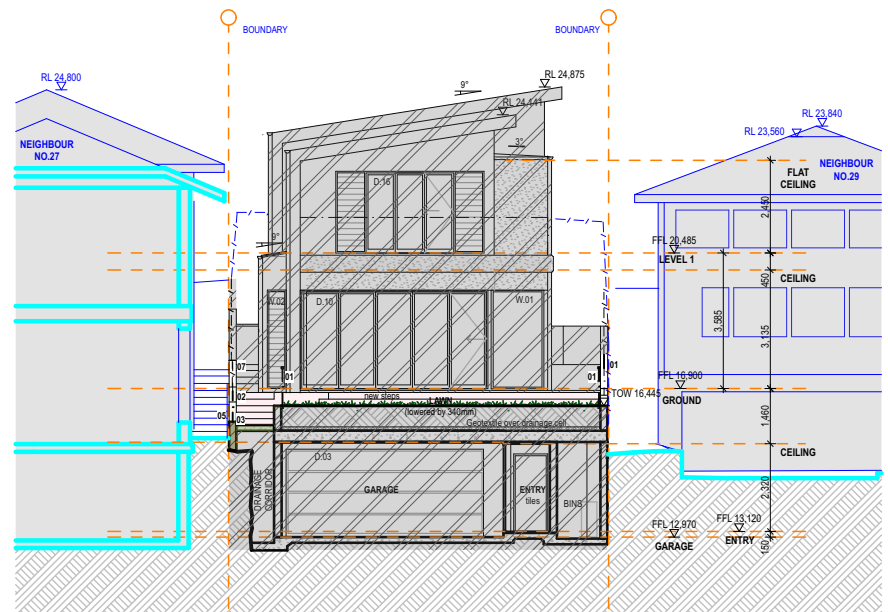 BOUNDARY
BOUNDARY
RL 24,800
9°
RL 24,875
RL 24,441
RL 23,840
RL 23,560
3°
NEIGHBOUR
NO.27
NEIGHBOUR
NO.29
FLAT
CEILING
D.16
2,450
9°
FFL 20,485
LEVEL 1
450
CEILING
W.02
D.10
W.01
3,585
3,135
07
01
01
01
FFL 16,900
GROUND
02
new steps
LAWN
TOW 16,445
(lowered by 340mm)
05
03
Geotextile over drainage cell
1,460
CEILING
D.03
DRAINAGE
CORRIDOR
GARAGE
ENTRY
tiles
BINS
2,320
FFL 12,970
GARAGE
FFL 13,120
ENTRY
150